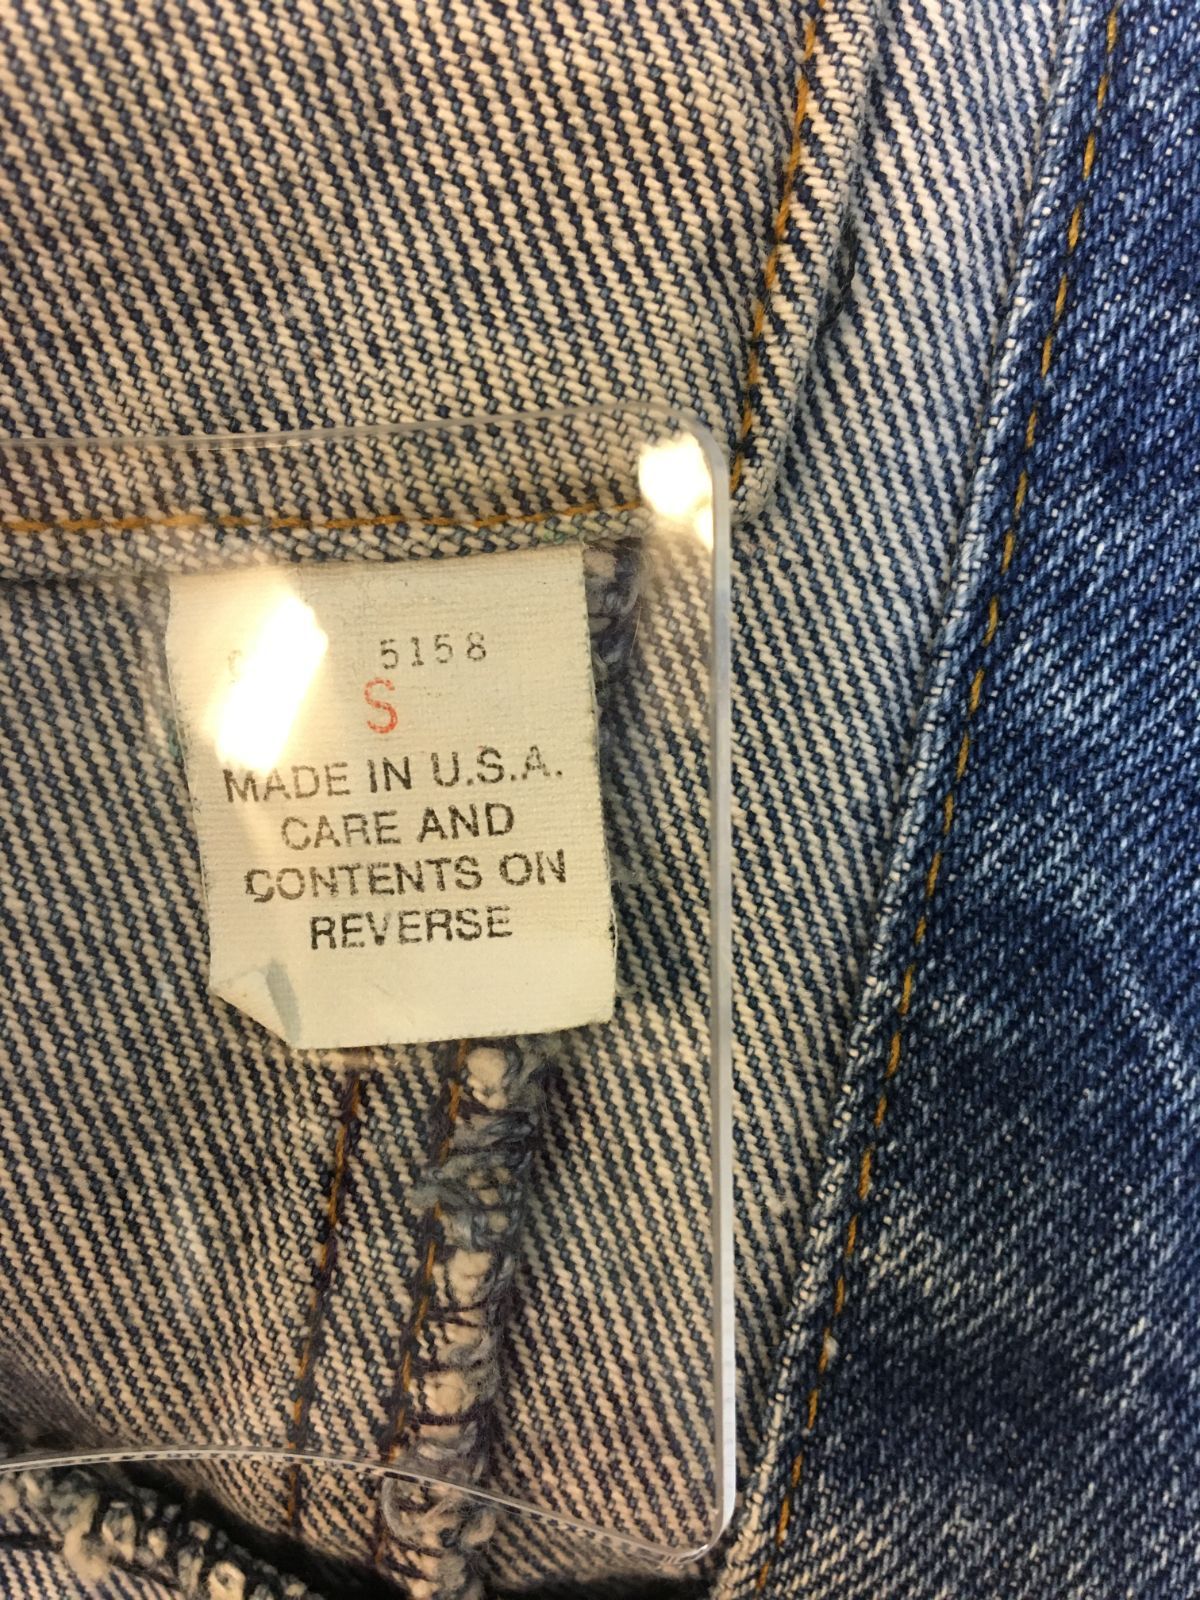 5158
S
MADE IN U.S.A.
CARE AND
CONTENTS ON
REVERSE